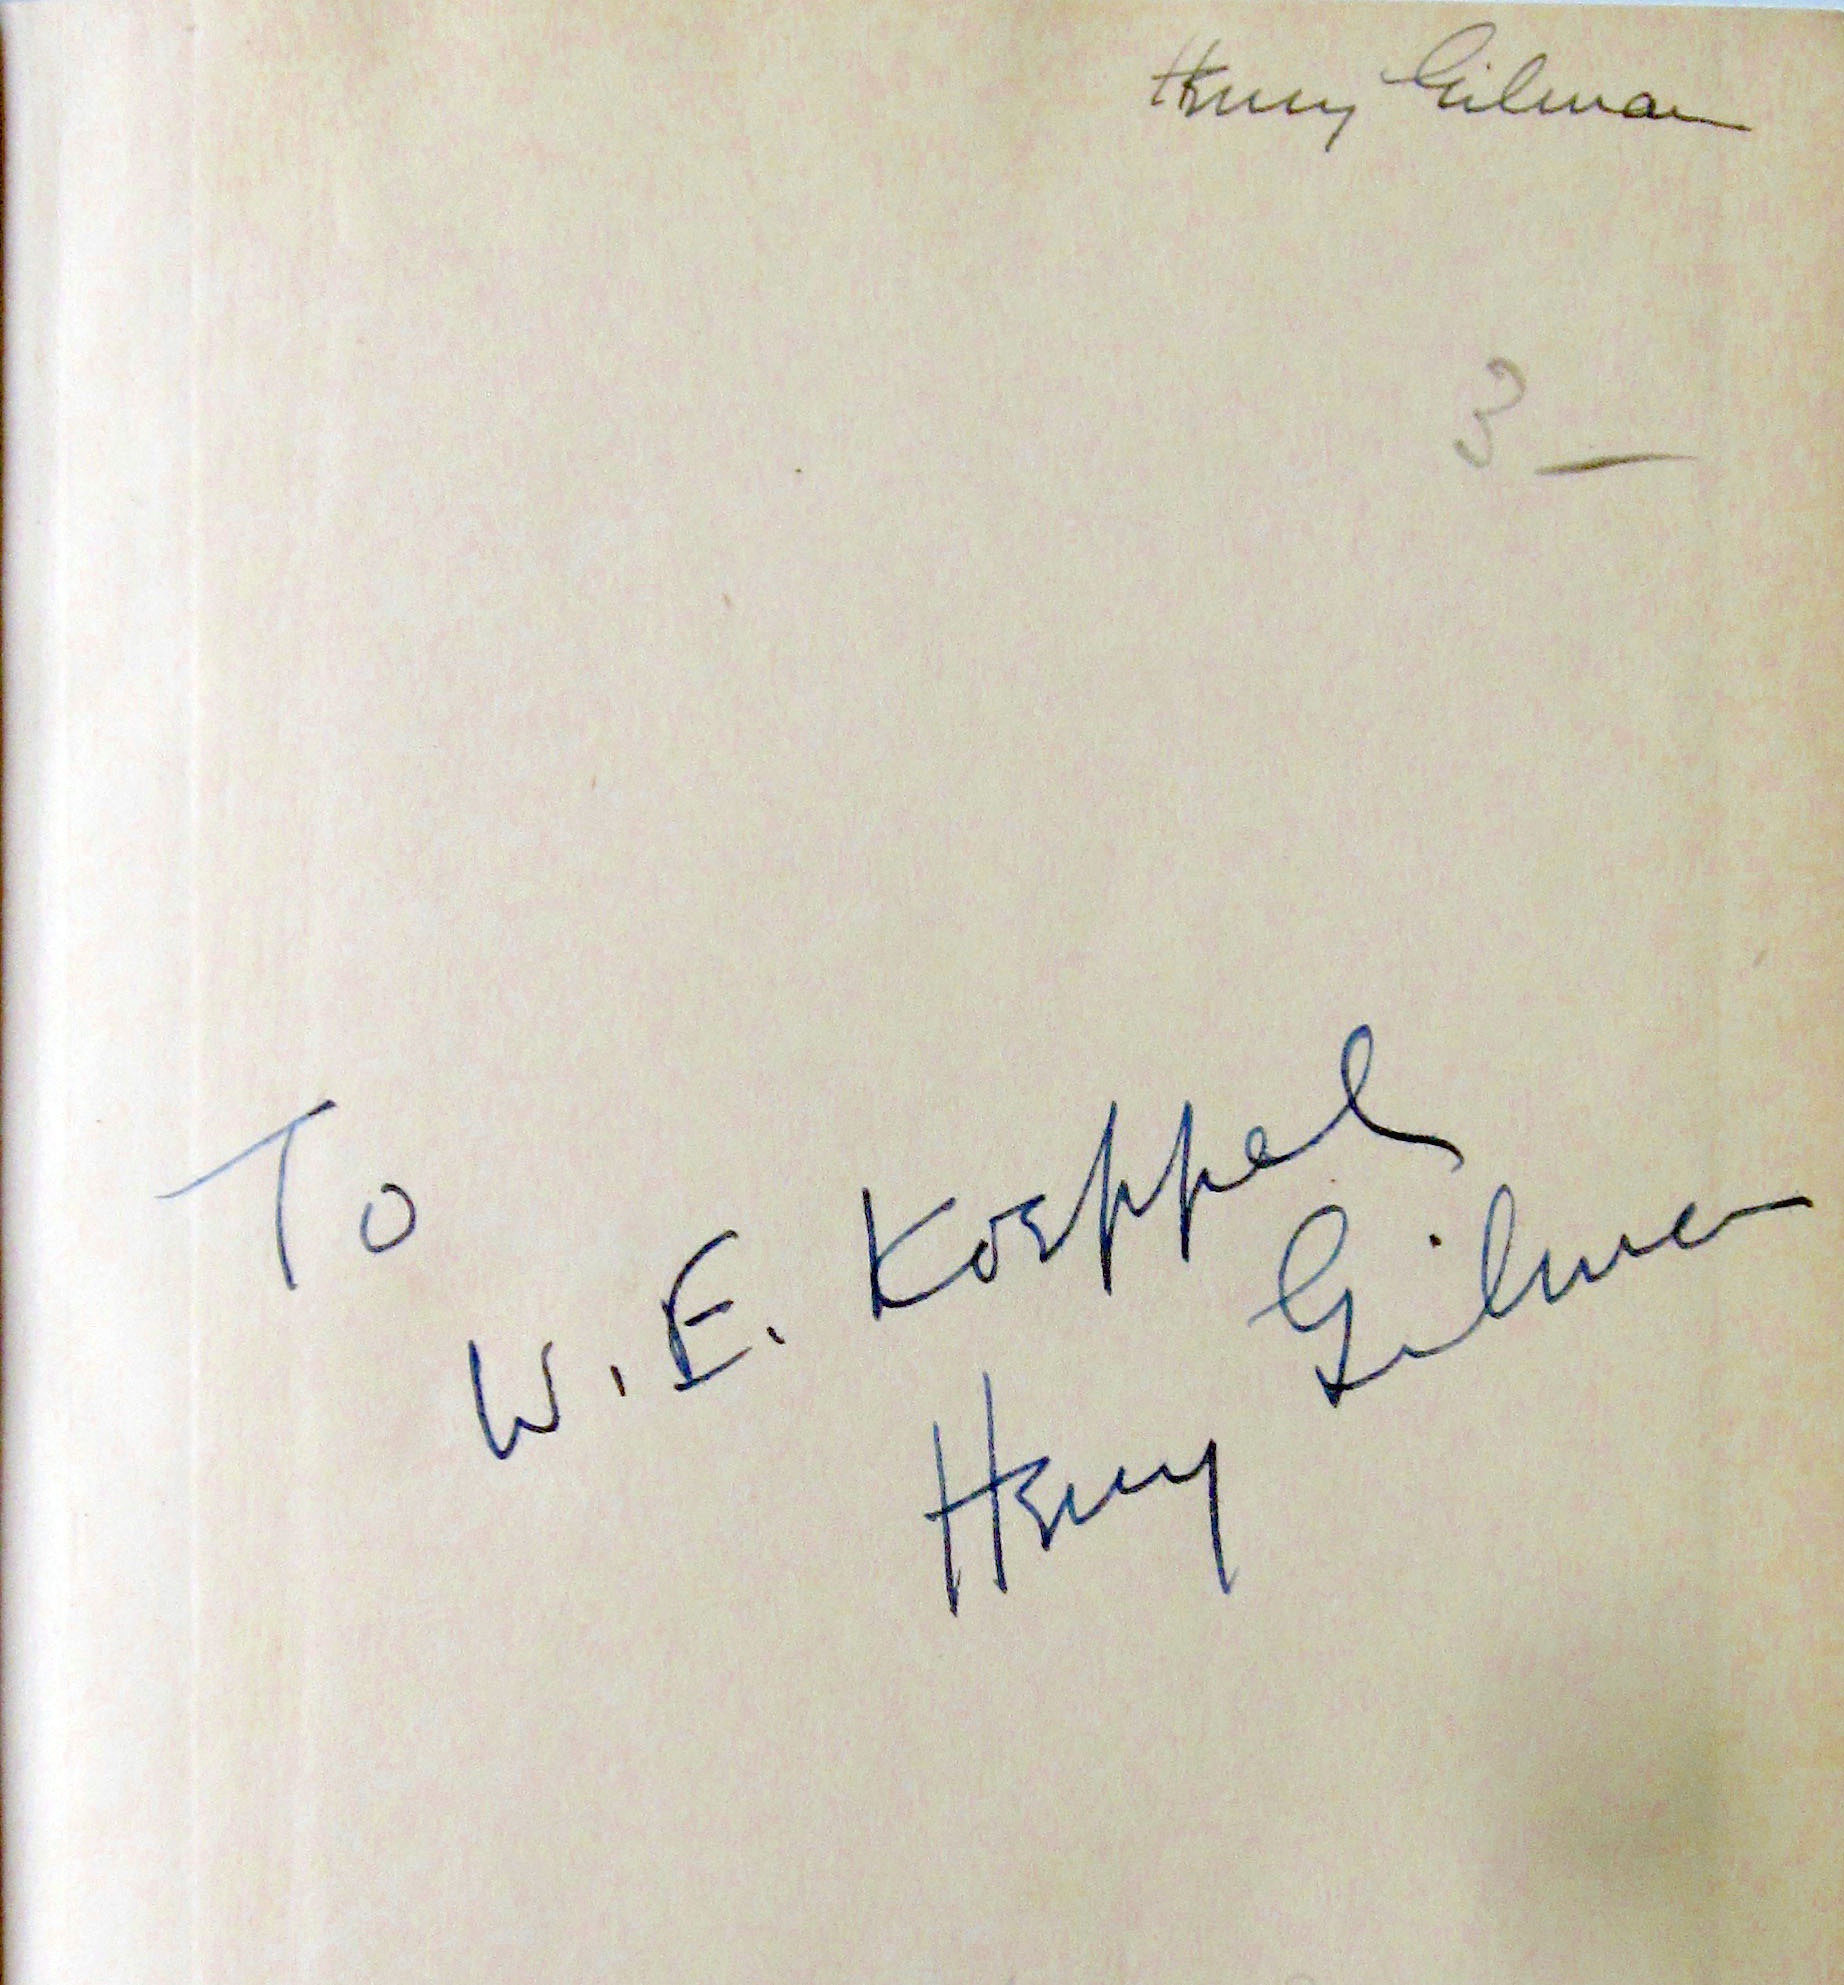 Henry Gilman
3 —
To
W. E. Koeppel
Henry Gilman